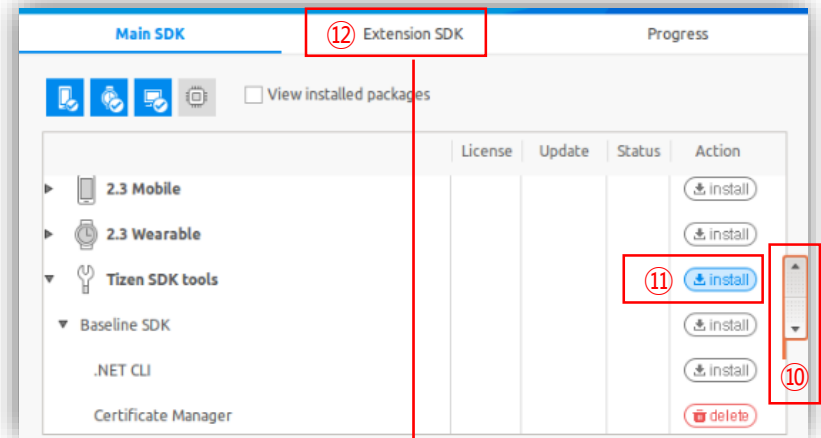 Main SDK ⑫ Extension SDK Progress
View installed packages
License Update Status Action
2.3 Mobile install
2.3 Wearable install
Tizen SDK tools ⑪ install
Baseline SDK install
.NET CLI install
⑩
Certificate Manager delete